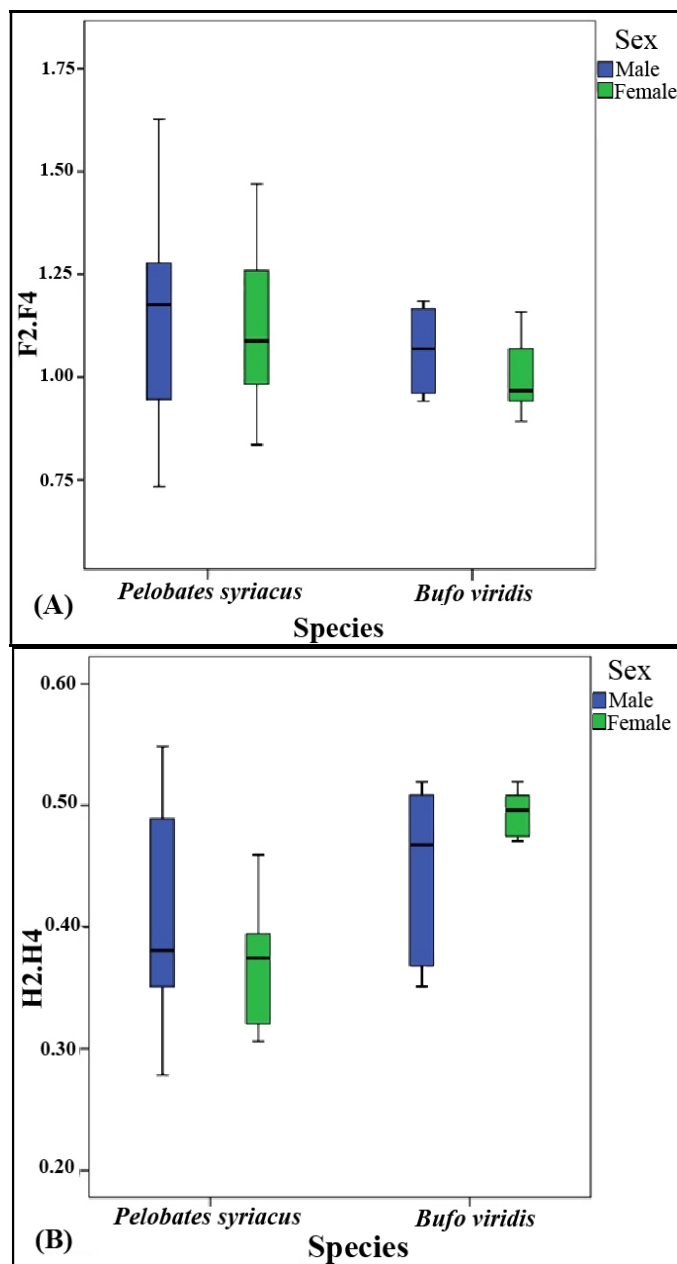 Sex
Male
Female
1.75
1.50
1.25
1.00
0.75
F2.F4
Pelobates syriacus Bufo viridis
(A)
Species
Sex
Male
Female
0.60
0.50
0.40
0.30
0.20
H2.H4
Pelobates syriacus Bufo viridis
(B)
Species